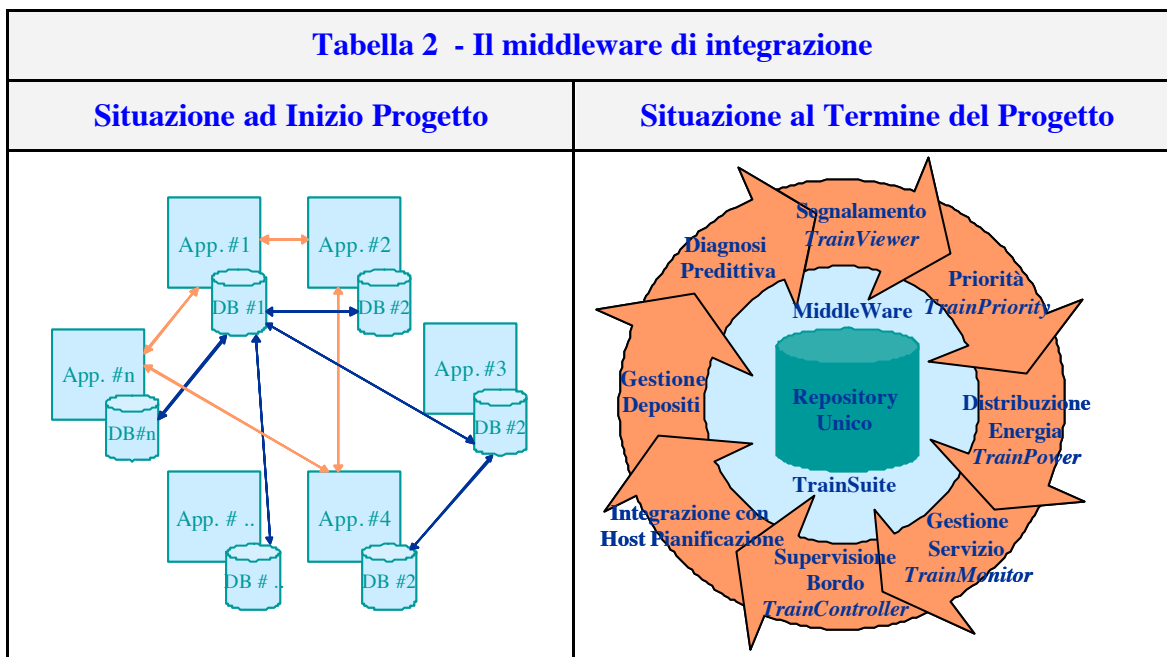 Tabella 2 - Il middleware di integrazione
Situazione ad Inizio Progetto
Situazione al Termine del Progetto
App. #1
App. #2
DB #1
DB #2
App. #n
DB#n
App. #3
DB #2
App. # ..
DB # ..
App. #4
DB #2
Segnalamento
TrainViewer
Priorità
TrainPriority
Distribuzione
Energia
TrainPower
Gestione
Servizio
TrainMonitor
Supervisione
Bordo
TrainController
Integrazione con
Host Pianificazione
Gestione
Depositi
Diagnosi
Predittiva
MiddleWare
Repository
Unico
TrainSuite